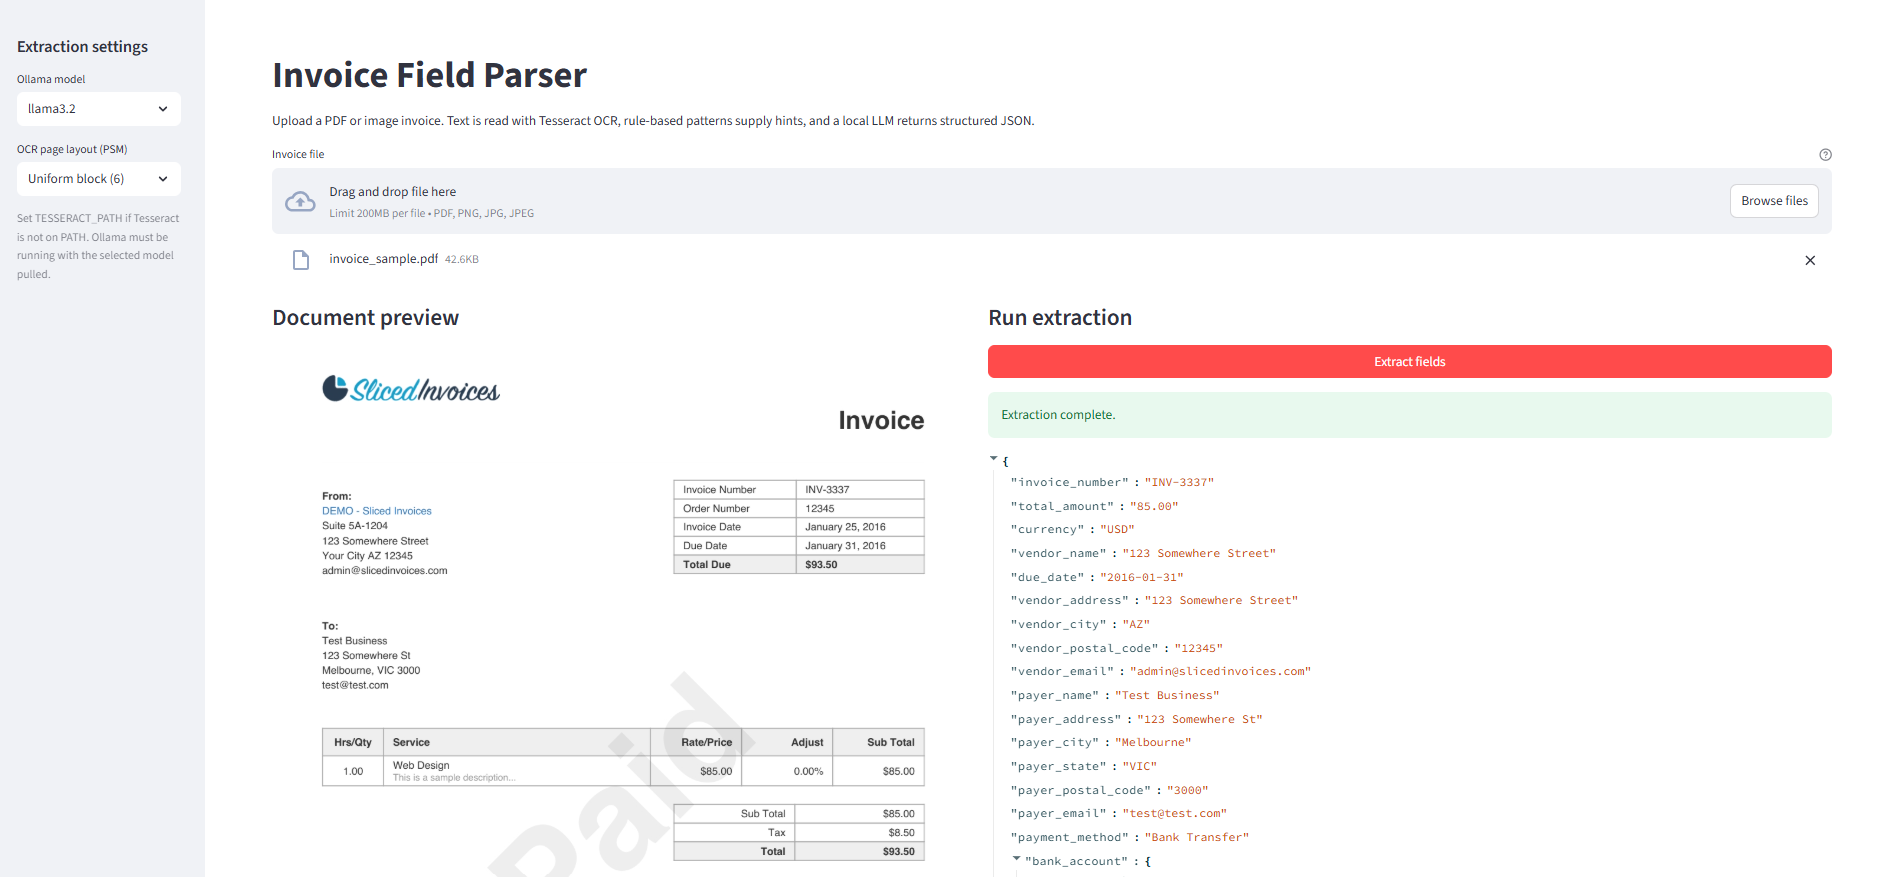 Extraction settings
Ollama model
llama3.2
OCR page layout (PSM)
Uniform block (6)
Set TESSERACT_PATH if Tesseract
is not on PATH. Ollama must be
running with the selected model
pulled.
Invoice Field Parser
Upload a PDF or image invoice. Text is read with Tesseract OCR, rule-based patterns supply hints, and a local LLM returns structured JSON.
Invoice file
Drag and drop file here
Limit 200MB per file • PDF, PNG, JPG, JPEG
Browse files
invoice_sample.pdf 42.6KB
Document preview
SlicedInvoices
Invoice
From:
DEMO - Sliced Invoices
Suite 5A-1204
123 Somewhere Street
Your City AZ 12345
admin@slicedinvoices.com
Invoice Number INV-3337
Order Number 12345
Invoice Date January 25, 2016
Due Date January 31, 2016
Total Due $93.50
To:
Test Business
123 Somewhere St
Melbourne, VIC 3000
test@test.com
Hrs/Qty Service Rate/Price Adjust Sub Total
1.00 Web Design $85.00 0.00% $85.00
This is a sample description...
Sub Total $85.00
Tax $8.50
Total $93.50
Paid
Run extraction
Extract fields
Extraction complete.
{
"invoice_number" : "INV-3337"
"total_amount" : "85.00"
"currency" : "USD"
"vendor_name" : "123 Somewhere Street"
"due_date" : "2016-01-31"
"vendor_address" : "123 Somewhere Street"
"vendor_city" : "AZ"
"vendor_postal_code" : "12345"
"vendor_email" : "admin@slicedinvoices.com"
"payer_name" : "Test Business"
"payer_address" : "123 Somewhere St"
"payer_city" : "Melbourne"
"payer_state" : "VIC"
"payer_postal_code" : "3000"
"payer_email" : "test@test.com"
"payment_method" : "Bank Transfer"
"bank_account" : {